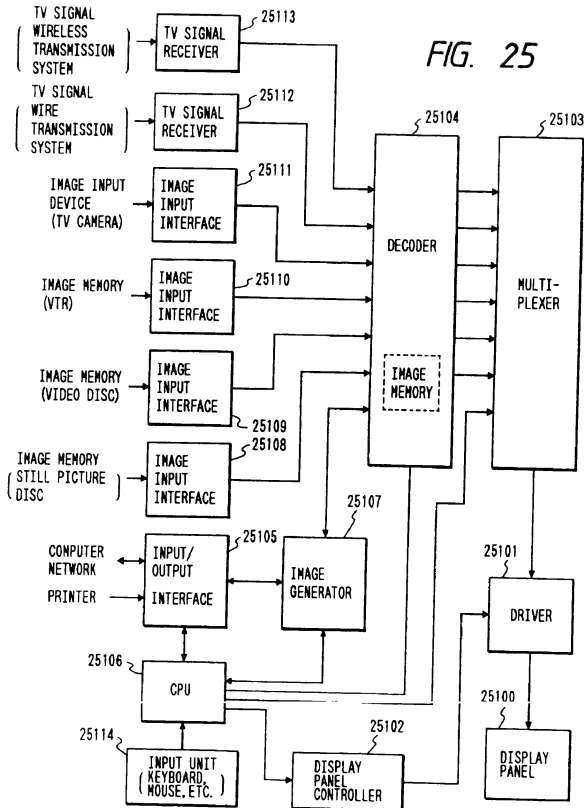 FIG. 25
TV SIGNAL
WIRELESS
TRANSMISSION
SYSTEM
TV SIGNAL
RECEIVER
25113
TV SIGNAL
WIRE
TRANSMISSION
SYSTEM
TV SIGNAL
RECEIVER
25112
IMAGE INPUT
DEVICE
(TV CAMERA)
IMAGE
INPUT
INTERFACE
25111
IMAGE MEMORY
(VTR)
IMAGE
INPUT
INTERFACE
25110
IMAGE MEMORY
(VIDEO DISC)
IMAGE
INPUT
INTERFACE
25109
IMAGE MEMORY
(STILL PICTURE
DISC)
IMAGE
INPUT
INTERFACE
25108
25104
DECODER
IMAGE
MEMORY
25103
MULTI-
PLEXER
COMPUTER
NETWORK
PRINTER
25105
INPUT/
OUTPUT
INTERFACE
25107
IMAGE
GENERATOR
25101
DRIVER
25106
CPU
25114
INPUT UNIT
(KEYBOARD,
MOUSE, ETC.)
25102
DISPLAY
PANEL
CONTROLLER
25100
DISPLAY
PANEL